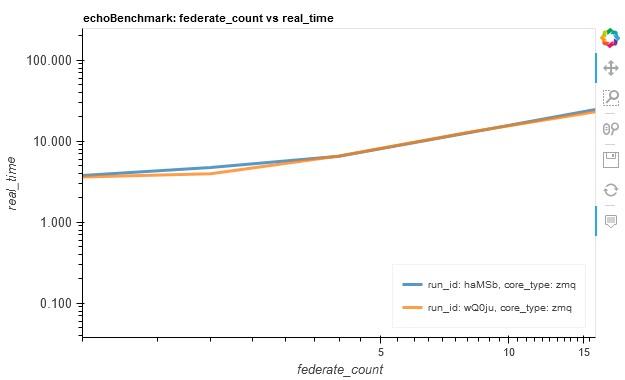 echoBenchmark: federate_count vs real_time
100.000
10.000
1.000
0.100
real_time
run_id: haMSb, core_type: zmq
run_id: wQ0ju, core_type: zmq
5
10
15
federate_count